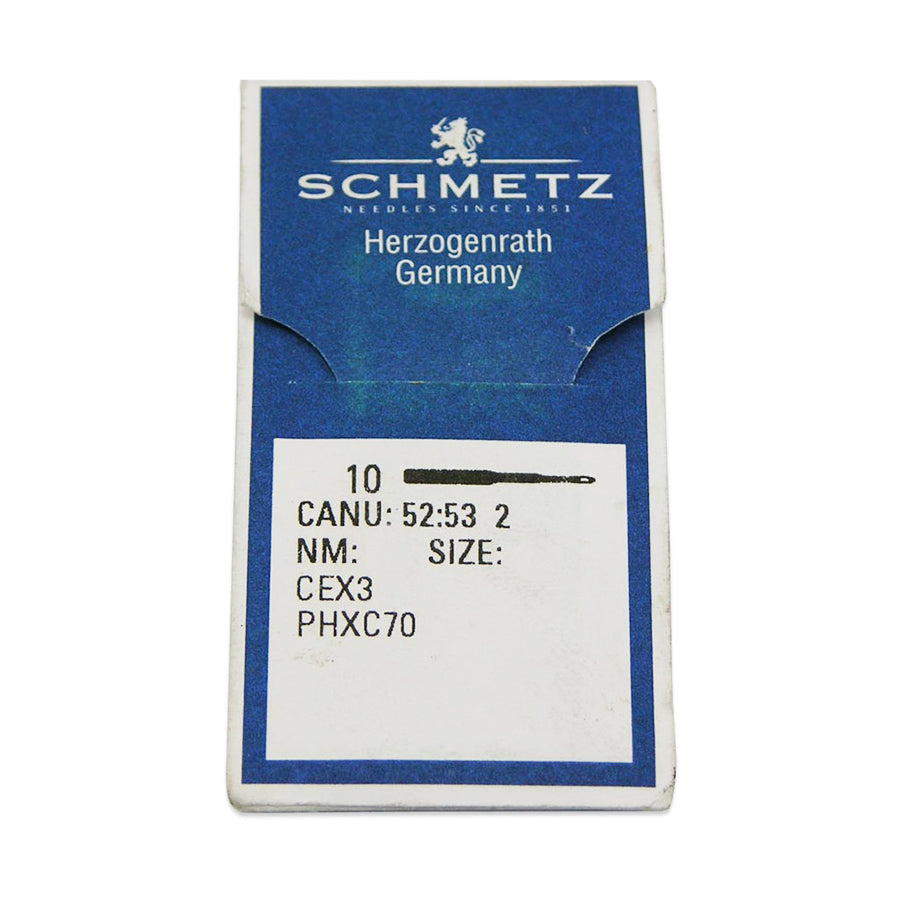 SCHMETZ
NEEDLES SINCE 1851
Herzogenrath
Germany
10
CANU: 52:53 2
NM: SIZE:
CEX3
PHXC70